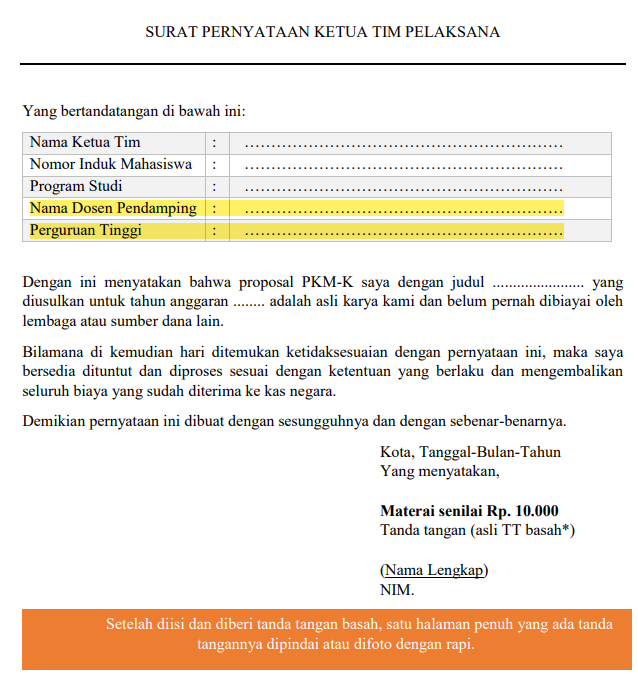 SURAT PERNYATAAN KETUA TIM PELAKSANA
Yang bertandatangan di bawah ini:
Nama Ketua Tim : ………………………………………………………
Nomor Induk Mahasiswa : ………………………………………………………
Program Studi : ………………………………………………………
Nama Dosen Pendamping : ………………………………………………………
Perguruan Tinggi : ………………………………………………………
Dengan ini menyatakan bahwa proposal PKM-K saya dengan judul ....................... yang
diusulkan untuk tahun anggaran ........ adalah asli karya kami dan belum pernah dibiayai oleh
lembaga atau sumber dana lain.
Bilamana di kemudian hari ditemukan ketidaksesuaian dengan pernyataan ini, maka saya
bersedia dituntut dan diproses sesuai dengan ketentuan yang berlaku dan mengembalikan
seluruh biaya yang sudah diterima ke kas negara.
Demikian pernyataan ini dibuat dengan sesungguhnya dan dengan sebenar-benarnya.
Kota, Tanggal-Bulan-Tahun
Yang menyatakan,
Materai senilai Rp. 10.000
Tanda tangan (asli TT basah*)
(Nama Lengkap)
NIM.
Setelah diisi dan diberi tanda tangan basah, satu halaman penuh yang ada tanda
tangannya dipindai atau difoto dengan rapi.